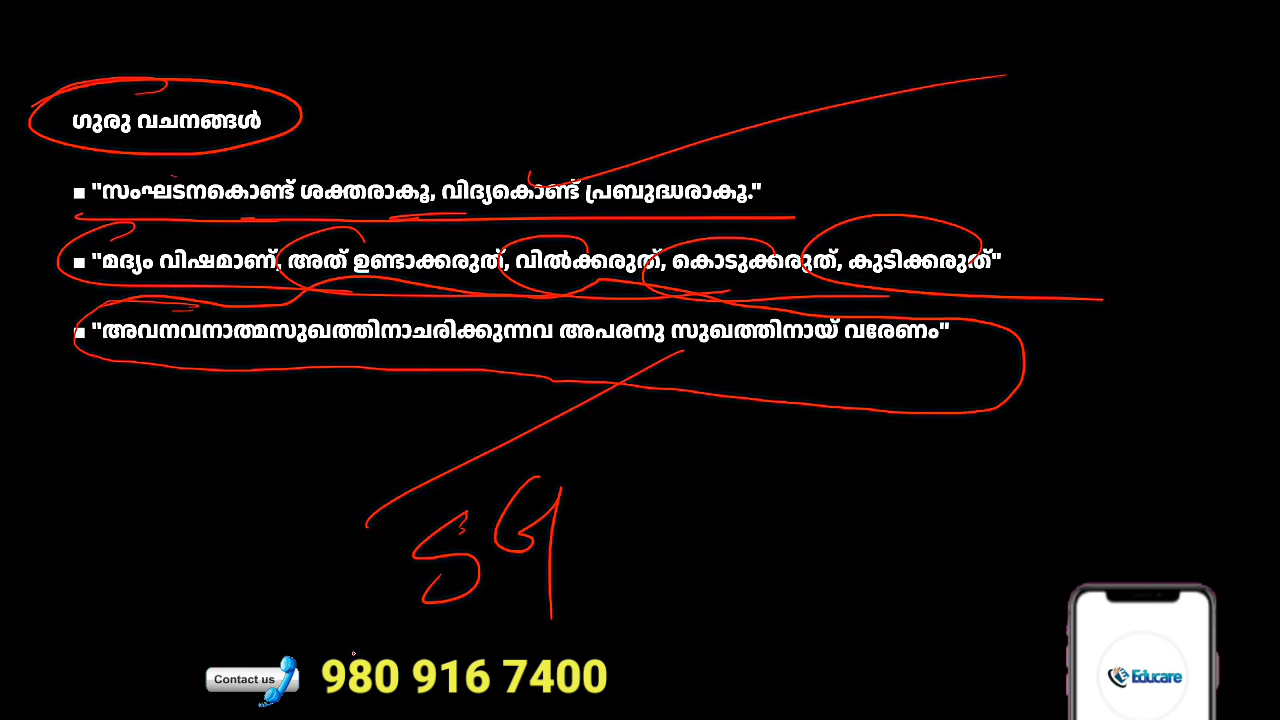 ഗുരു വചനങ്ങൾ
▪ "സംഘടനകൊണ്ട് ശക്തരാകൂ, വിദ്യകൊണ്ട് പ്രബുദ്ധരാകൂ."
▪ "മദ്യം വിഷമാണ്, അത് ഉണ്ടാക്കരുത്, വിൽക്കരുത്, കൊടുക്കരുത്, കുടിക്കരുത്"
▪ "അവനവനാത്മസുഖത്തിനാചരിക്കുന്നവ അപരനു സുഖത്തിനായ് വരേണം"
Contact us 980 916 7400
Educare